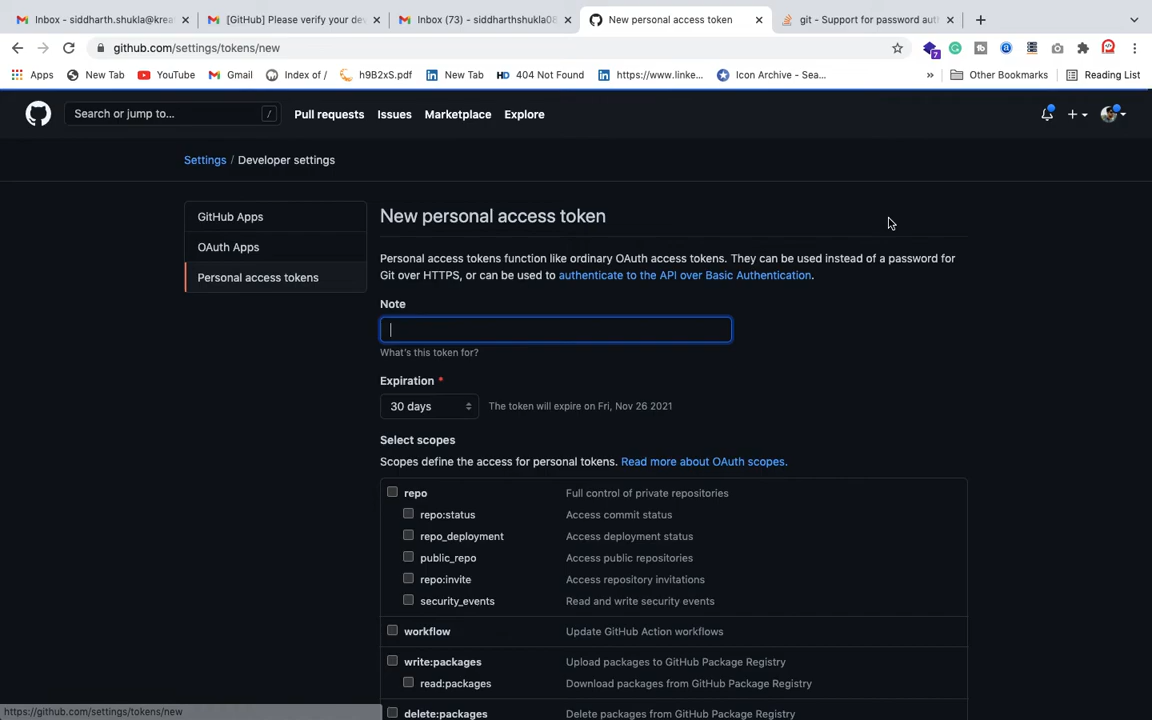 Inbox - siddharth.shukla@krea
[GitHub] Please verify your dev
Inbox (73) - siddharthshukla08
New personal access token
git - Support for password aut
github.com/settings/tokens/new
7
Apps
New Tab
YouTube
Gmail
Index of /
h9B2xS.pdf
New Tab
HD 404 Not Found
https://www.linke...
Icon Archive - Sea...
»
Other Bookmarks
Reading List
Search or jump to...
/
Pull requests
Issues
Marketplace
Explore
Settings / Developer settings
GitHub Apps
OAuth Apps
Personal access tokens
New personal access token
Personal access tokens function like ordinary OAuth access tokens. They can be used instead of a password for
Git over HTTPS, or can be used to authenticate to the API over Basic Authentication.
Note
What's this token for?
Expiration *
30 days
The token will expire on Fri, Nov 26 2021
Select scopes
Scopes define the access for personal tokens. Read more about OAuth scopes.
repo Full control of private repositories
repo:status Access commit status
repo_deployment Access deployment status
public_repo Access public repositories
repo:invite Access repository invitations
security_events Read and write security events
workflow Update GitHub Action workflows
write:packages Upload packages to GitHub Package Registry
read:packages Download packages from GitHub Package Registry
delete:packages Delete packages from GitHub Package Registry
https://github.com/settings/tokens/new